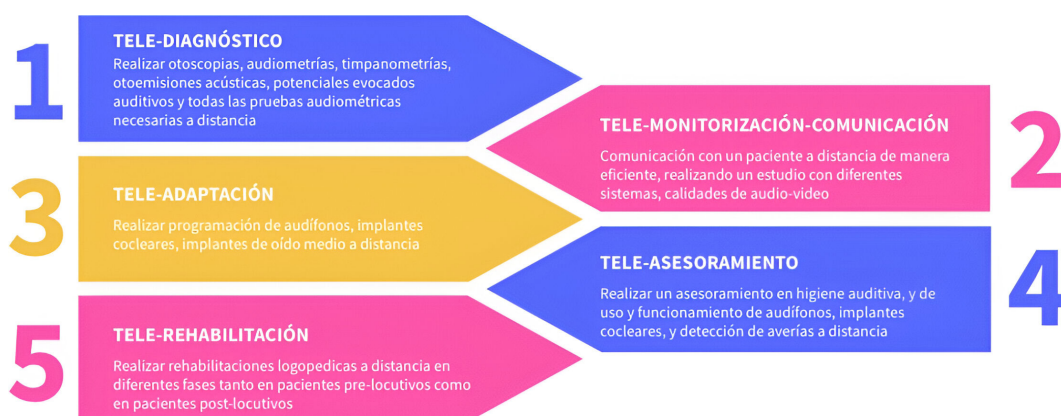 1
TELE-DIAGNÓSTICO
Realizar otoscopias, audiometrías, timpanometrías,
otoemisiones acústicas, potenciales evocados
auditivos y todas las pruebas audiométricas
necesarias a distancia
2
TELE-MONITORIZACIÓN-COMUNICACIÓN
Comunicación con un paciente a distancia de manera
eficiente, realizando un estudio con diferentes
sistemas, calidades de audio-video
3
TELE-ADAPTACIÓN
Realizar programación de audífonos, implantes
cocleares, implantes de oído medio a distancia
4
TELE-ASESORAMIENTO
Realizar un asesoramiento en higiene auditiva, y de
uso y funcionamiento de audífonos, implantes
cocleares, y detección de averías a distancia
5
TELE-REHABILITACIÓN
Realizar rehabilitaciones logopedicas a distancia en
diferentes fases tanto en pacientes pre-locutivos como
en pacientes post-locutivos